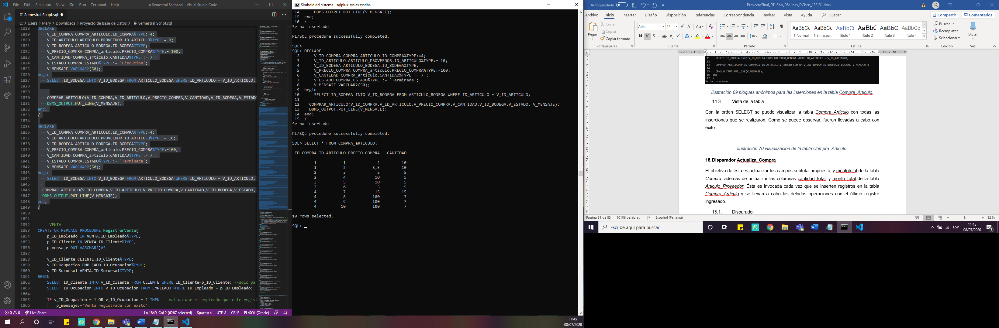 File Edit Selection View Go Run Terminal Help
● Semestral Script.sql - Visual Studio Code
Semestral Script.sql ●
C: > Users > Mary > Downloads > Proyecto de Base de Datos > Semestral Script.sql
1818 DECLARE
1819 V_ID_COMPRA COMPRA_ARTICULO.ID_COMPRA%TYPE:=4;
1820 V_ID_ARTICULO ARTICULO_PROVEEDOR.ID_ARTICULO%TYPE:= 9;
1821 V_ID_BODEGA ARTICULO_BODEGA.ID_BODEGA%TYPE;
1822 V_PRECIO_COMPRA COMPRA_articulo.PRECIO_COMPRA%TYPE:= 100;
1823 V_CANTIDAD COMPRA_articulo.CANTIDAD%TYPE := 7 ;
1824 V_ESTADO COMPRA.ESTADO%TYPE := 'Ejecucion';
1825 V_MENSAJE VARCHAR2(50);
1826 begin
1827 SELECT ID_BODEGA INTO V_ID_BODEGA FROM ARTICULO_BODEGA WHERE ID_ARTICULO = V_ID_ARTICULO;
1828
1829
1830 COMPRAR_ARTICULO(V_ID_COMPRA,V_ID_ARTICULO,V_PRECIO_COMPRA,V_CANTIDAD,V_ID_BODEGA,V_ESTADO
1831 DBMS_OUTPUT.PUT_LINE(V_MENSAJE);
1832 end;
1833 /
1834
1835 DECLARE
1836 V_ID_COMPRA COMPRA_ARTICULO.ID_COMPRA%TYPE:=4;
1837 V_ID_ARTICULO ARTICULO_PROVEEDOR.ID_ARTICULO%TYPE:= 10;
1838 V_ID_BODEGA ARTICULO_BODEGA.ID_BODEGA%TYPE;
1839 V_PRECIO_COMPRA COMPRA_articulo.PRECIO_COMPRA%TYPE:=100;
1840 V_CANTIDAD COMPRA_articulo.CANTIDAD%TYPE := 7 ;
1841 V_ESTADO COMPRA.ESTADO%TYPE := 'Terminada';
1842 V_MENSAJE VARCHAR2(50);
1843 begin
1844 SELECT ID_BODEGA INTO V_ID_BODEGA FROM ARTICULO_BODEGA WHERE ID_ARTICULO = V_ID_ARTICULO;
1845
1846 COMPRAR_ARTICULO(V_ID_COMPRA,V_ID_ARTICULO,V_PRECIO_COMPRA,V_CANTIDAD,V_ID_BODEGA,V_ESTADO,
1847 DBMS_OUTPUT.PUT_LINE(V_MENSAJE);
1848 end;
1849 /
1850
1851
1852 -----VENTA-----
1853 CREATE OR REPLACE PROCEDURE RegistrarVenta(
1854 p_ID_Empleado IN VENTA.ID_Empleado%TYPE,
1855 p_ID_Cliente IN VENTA.ID_Cliente%TYPE,
1856 p_mensaje OUT VARCHAR2)AS
1857
1858 v_ID_Cliente CLIENTE.ID_Cliente%TYPE;
1859 v_ID_Ocupacion EMPLEADO.ID_Ocupacion%TYPE;
1860 v_ID_Sucursal VENTA.ID_Sucursal%TYPE;
1861 BEGIN
1862 SELECT ID_Cliente INTO v_ID_Cliente FROM CLIENTE WHERE ID_Cliente=p_ID_Cliente; --solo pa
1863 SELECT ID_Ocupacion INTO v_ID_Ocupacion FROM EMPLEADO WHERE ID_Empleado = p_ID_Empleado;
1864
1865 IF v_ID_Ocupacion = 1 OR v_ID_Ocupacion = 2 THEN -- valida que el empleado que este regis
1866 p_mensaje:='Venta registrada con éxito';
0 0 Live Share Ln 1849, Col 2 (6267 selected) Spaces: 4 UTF-8 CRLF PL/SQL (Oracle)
Símbolo del sistema - sqlplus sys as sysdba
14 DBMS_OUTPUT.PUT_LINE(V_MENSAJE);
15 end;
16 /
Se ha insertado
PL/SQL procedure successfully completed.
SQL>
SQL> DECLARE
2 V_ID_COMPRA COMPRA_ARTICULO.ID_COMPRA%TYPE:=4;
3 V_ID_ARTICULO ARTICULO_PROVEEDOR.ID_ARTICULO%TYPE:= 10;
4 V_ID_BODEGA ARTICULO_BODEGA.ID_BODEGA%TYPE;
5 V_PRECIO_COMPRA COMPRA_articulo.PRECIO_COMPRA%TYPE:=100;
6 V_CANTIDAD COMPRA_articulo.CANTIDAD%TYPE := 7 ;
7 V_ESTADO COMPRA.ESTADO%TYPE := 'Terminada';
8 V_MENSAJE VARCHAR2(50);
9 begin
10 SELECT ID_BODEGA INTO V_ID_BODEGA FROM ARTICULO_BODEGA WHERE ID_ARTICULO = V_ID_ARTICULO;
11
12 COMPRAR_ARTICULO(V_ID_COMPRA,V_ID_ARTICULO,V_PRECIO_COMPRA,V_CANTIDAD,V_ID_BODEGA,V_ESTADO, V_MENSAJE);
13 DBMS_OUTPUT.PUT_LINE(V_MENSAJE);
14 end;
15 /
Se ha insertado
PL/SQL procedure successfully completed.
SQL> SELECT * FROM COMPRA_aRTICULO;
ID_COMPRA ID_ARTICULO PRECIO_COMPRA CANTIDAD
---------- ----------- ------------- ----------
1 1 2 10
1 2 3,5 10
2 3 5 5
2 4 10 5
3 5 10 5
3 6 5 5
4 7 15 15
4 8 100 3
4 9 100 7
4 10 100 7
10 rows selected.
SQL>
11:45
08/07/2020
Autoguardado
ProyectoFinal_DTuñón_DSalinas_DChen_1SF131.docx
Archivo Inicio Insertar Diseño Disposición Referencias Correspondencia Revisar Vista Ayuda Buscar Compartir Comentarios
Pegar
Cortar
Copiar
Copiar formato
Portapapeles
Arial 12
N K S ab
Fuente
Párrafo
AaBbCc AaBbCc AaBbCc AaBbC AaBbCc AaBbCc
¶ Normal ¶ Sin espa... Título 1 Título 2 Título 3 Título 4
Estilos
Buscar
Reemplazar
Seleccionar
Edición
Dictar
Voz
11 SELECT ID_BODEGA INTO V_ID_BODEGA FROM ARTICULO_BODEGA WHERE ID_ARTICULO = V_ID_ARTICULO;
12
13 COMPRAR_ARTICULO(V_ID_COMPRA,V_ID_ARTICULO,V_PRECIO_COMPRA,V_CANTIDAD,V_ID_BODEGA,V_ESTADO, V_MENSAJE);
14
15 DBMS_OUTPUT.PUT_LINE(V_MENSAJE);
16 end;
17 /
Se ha insertado
Ilustración 69 bloques anónimos para las inserciones en la tabla Compra_Articulo.
14.3. Vista de la tabla
Con la orden SELECT se puede visualizar la tabla Compra_Articulo con todas las
inserciones que se realizaron. Como se puede observar, fueron llevadas a cabo con
éxito.
Ilustración 70 visualización de la tabla Compra_Articulo.
15. Disparador Actualiza_Compra
El objetivo de ésta es actualizar los campos subtotal, impuesto, y montototal de la tabla
Compra, además de actualizar las columnas cantidad_total, y monto_total de la tabla
Articulo_Proveedor. Ésta es invocada cada vez que se inserten registros en la tabla
Compra_Artículo y se llevan a cabo las debidas operaciones con el último registro
ingresado.
15.1. Disparador
Página 51 de 83 10106 palabras Español (Panamá) 92 %
Escribe aquí para buscar
ESP
11:45
08/07/2020